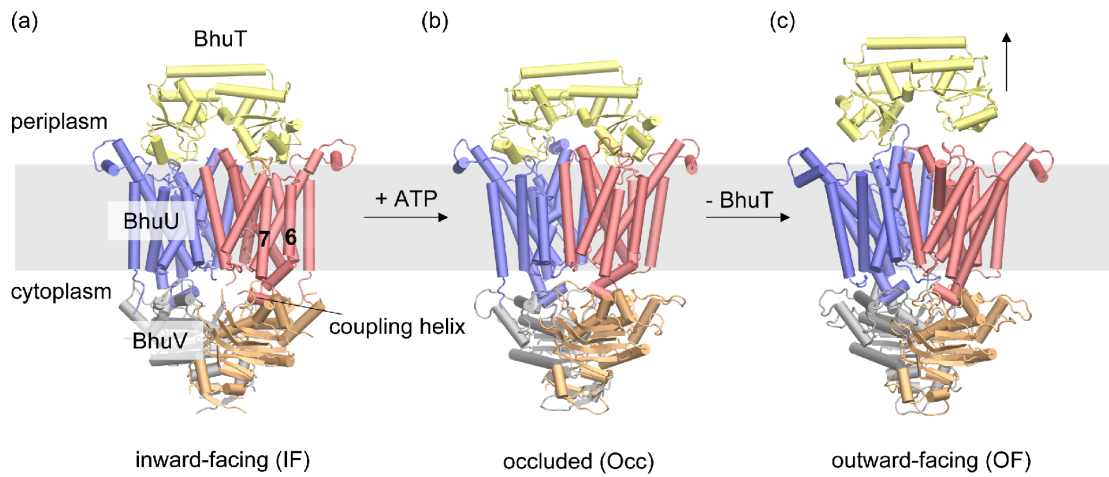 (a)
(b)
(c)
BhuT
periplasm
BhuU
7 6
+ ATP
- BhuT
cytoplasm
BhuV
coupling helix
inward-facing (IF)
occluded (Occ)
outward-facing (OF)